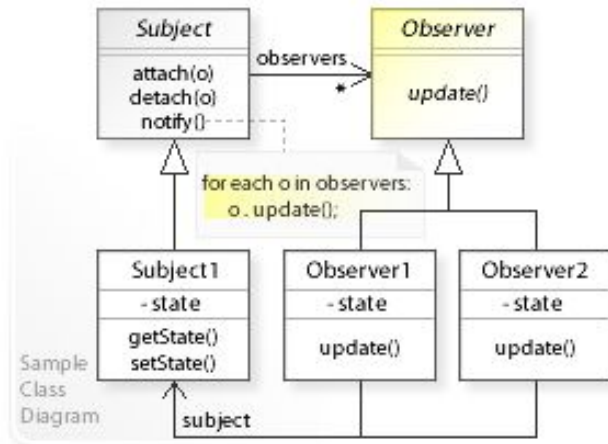 Subject
attach(o)
detach(o)
notify()
observers
*
Observer
update()
for each o in observers:
o . update();
Subject1
- state
getState()
setState()
Observer1
- state
update()
Observer2
- state
update()
subject
Sample
Class
Diagram